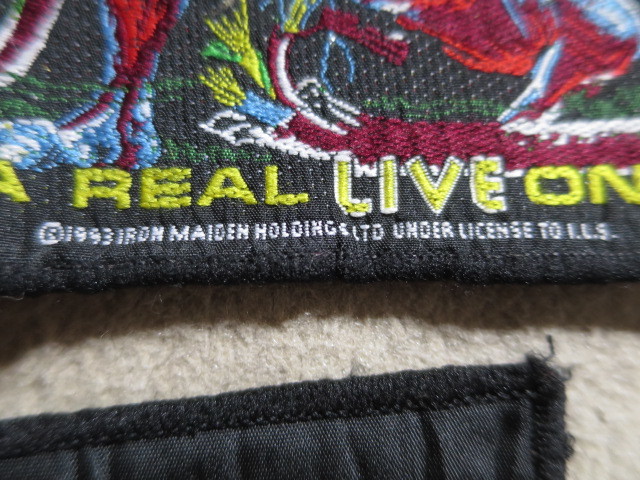 A REAL LIVE ON
©1993 IRON MAIDEN HOLDINGS LTD UNDER LICENSE TO I.L.S.